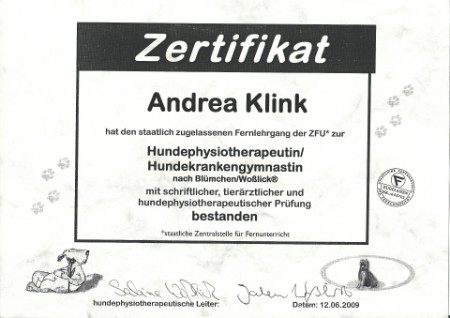 Zertifikat
Andrea Klink
hat den staatlich zugelassenen Fernlehrgang der ZFU* zur
Hundephysiotherapeutin/
Hundekrankengymnastin
nach Blümchen/Woßlick®
mit schriftlicher, tierärztlicher und
hundephysiotherapeutischer Prüfung
bestanden
*staatliche Zentralstelle für Fernunterricht
hundephysiotherapeutische Leiter:
Datum: 12.06.2009